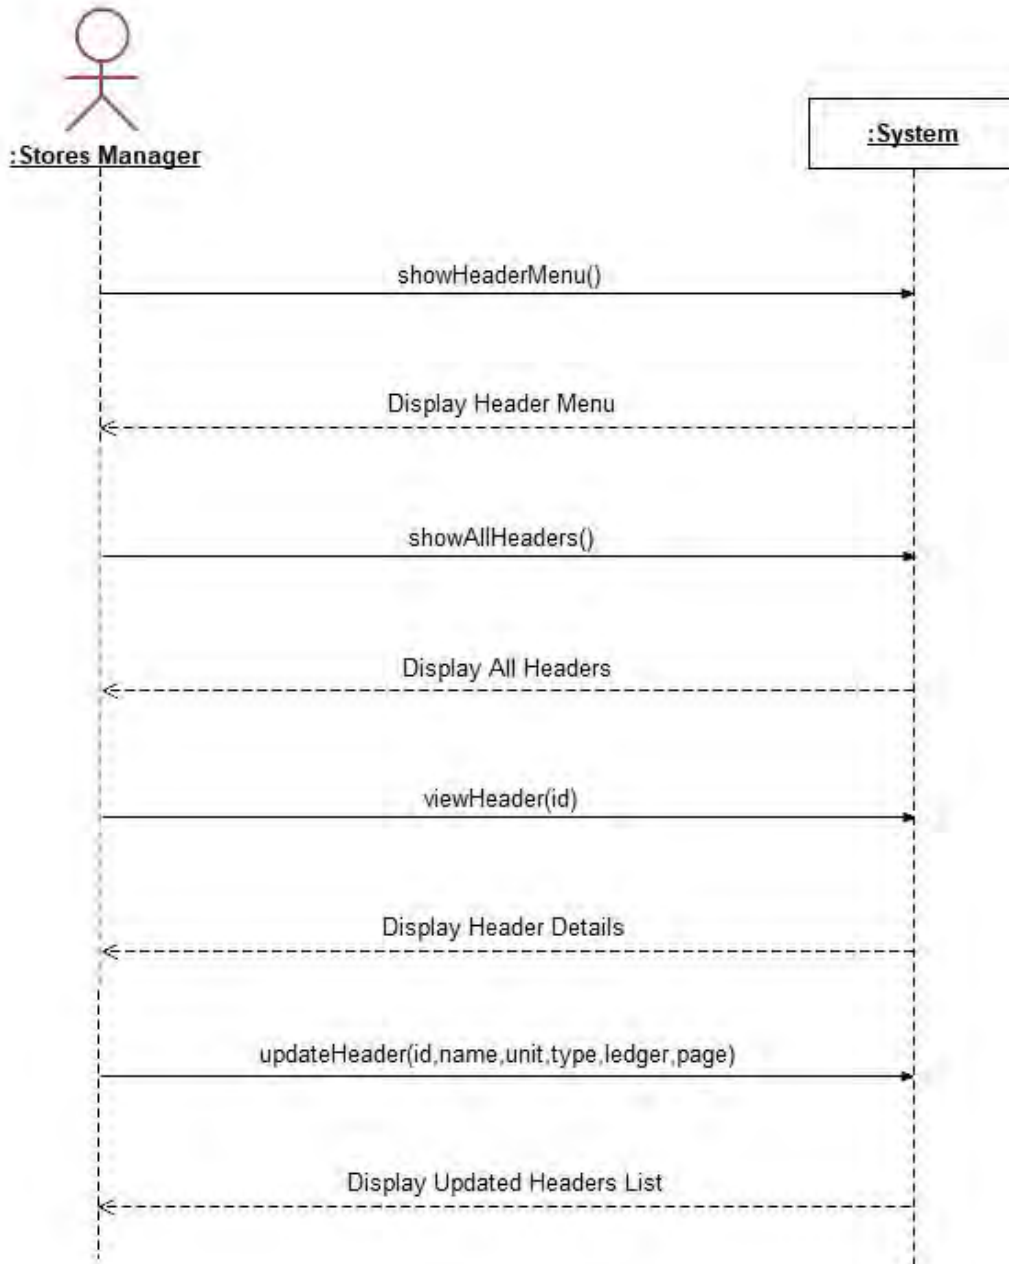 :Stores Manager
:System
showHeaderMenu()
Display Header Menu
showAllHeaders()
Display All Headers
viewHeader(id)
Display Header Details
updateHeader(id,name,unit,type,ledger,page)
Display Updated Headers List